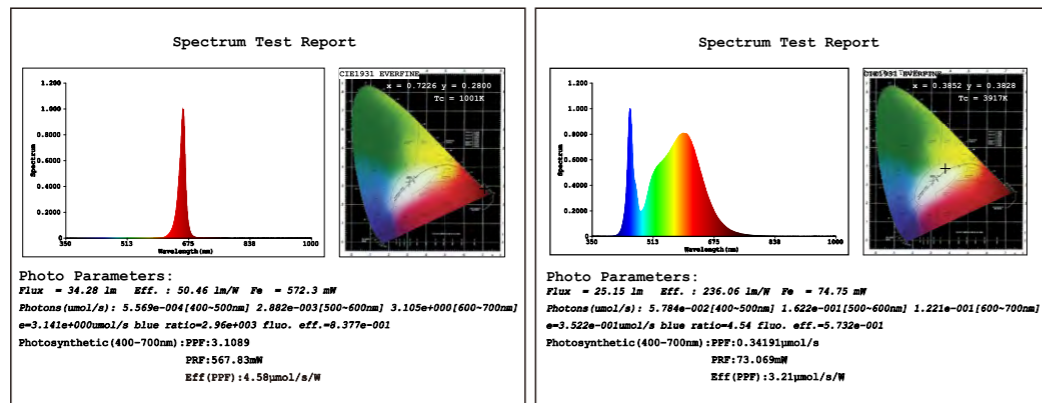 Spectrum Test Report
1.200
1.000
0.8000
0.6000
0.4000
0.2000
0
Spectrum
350 513 675 838 1000
Wavelength(nm)
CIE1931 EVERFINE
x = 0.7226 y = 0.2800
Tc = 1001K
Photo Parameters:
Flux = 34.28 lm Eff. : 50.46 lm/W Fe = 572.3 mW
Photons(umol/s): 5.569e-004[400~500nm] 2.882e-003[500~600nm] 3.105e+000[600~700nm]
e=3.141e+000umol/s blue ratio=2.96e+003 fluo. eff.=8.377e-001
Photosynthetic(400-700nm):PPF:3.1089
PRF:567.83mW
Eff(PPF):4.58μmol/s/W
Spectrum Test Report
1.200
1.000
0.8000
0.6000
0.4000
0.2000
0
Spectrum
350 513 675 838 1000
Wavelength(nm)
CIE1931 EVERFINE
x = 0.3852 y = 0.3828
Tc = 3917K
Photo Parameters:
Flux = 25.15 lm Eff. : 236.06 lm/W Fe = 74.75 mW
Photons(umol/s): 5.784e-002[400~500nm] 1.622e-001[500~600nm] 1.221e-001[600~700nm]
e=3.522e-001umol/s blue ratio=4.54 fluo. eff.=5.732e-001
Photosynthetic(400-700nm):PPF:0.34191μmol/s
PRF:73.069mW
Eff(PPF):3.21μmol/s/W